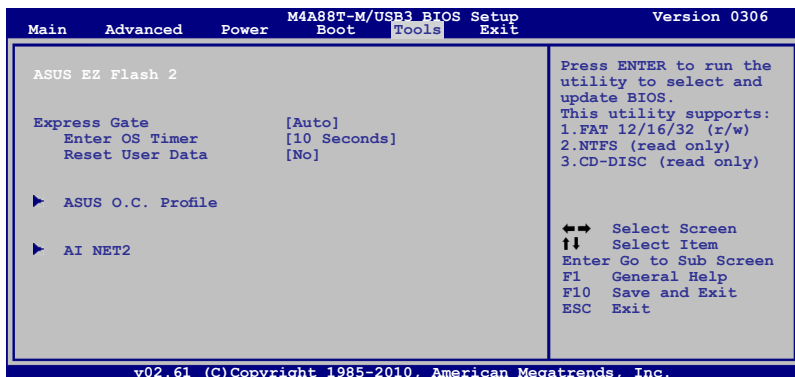 M4A88T-M/USB3 BIOS Setup Version 0306
Main Advanced Power Boot Tools Exit
ASUS EZ Flash 2
Express Gate [Auto]
Enter OS Timer [10 Seconds]
Reset User Data [No]
ASUS O.C. Profile
AI NET2
Press ENTER to run the
utility to select and
update BIOS.
This utility supports:
1.FAT 12/16/32 (r/w)
2.NTFS (read only)
3.CD-DISC (read only)
←→ Select Screen
↑↓ Select Item
Enter Go to Sub Screen
F1 General Help
F10 Save and Exit
ESC Exit
v02.61 (C)Copyright 1985-2010, American Megatrends, Inc.